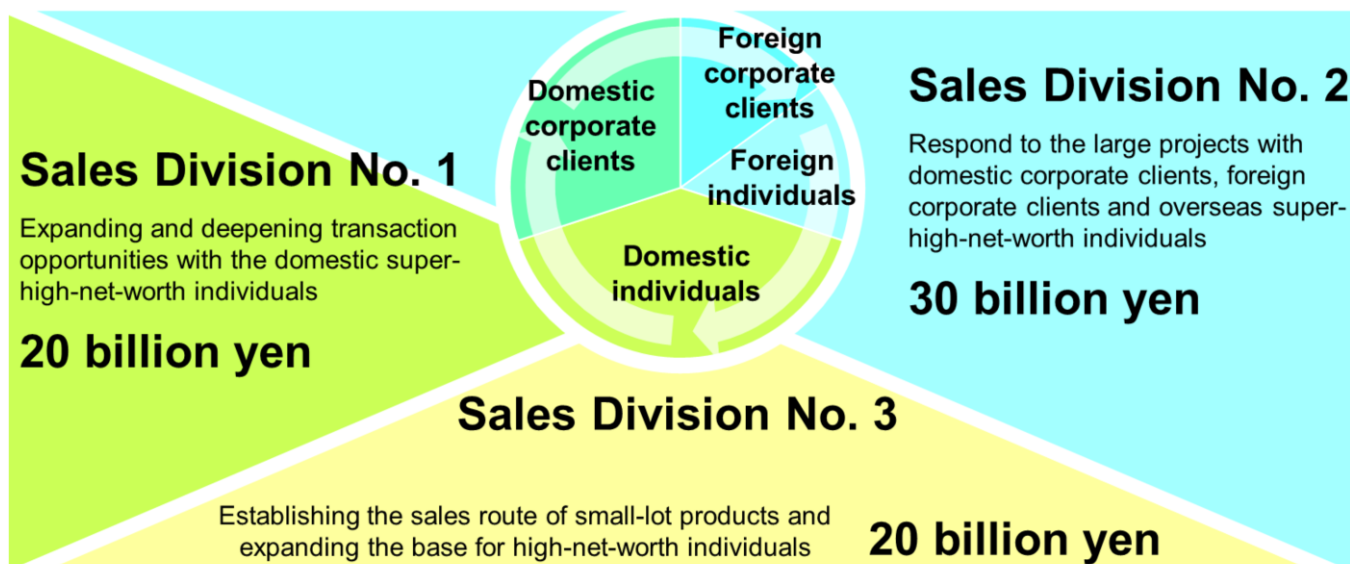 Sales Division No. 1
Expanding and deepening transaction
opportunities with the domestic super-
high-net-worth individuals
20 billion yen
Domestic
corporate
clients
Foreign
corporate
clients
Foreign
individuals
Domestic
individuals
Sales Division No. 2
Respond to the large projects with
domestic corporate clients, foreign
corporate clients and overseas super-
high-net-worth individuals
30 billion yen
Sales Division No. 3
Establishing the sales route of small-lot products and
expanding the base for high-net-worth individuals
20 billion yen